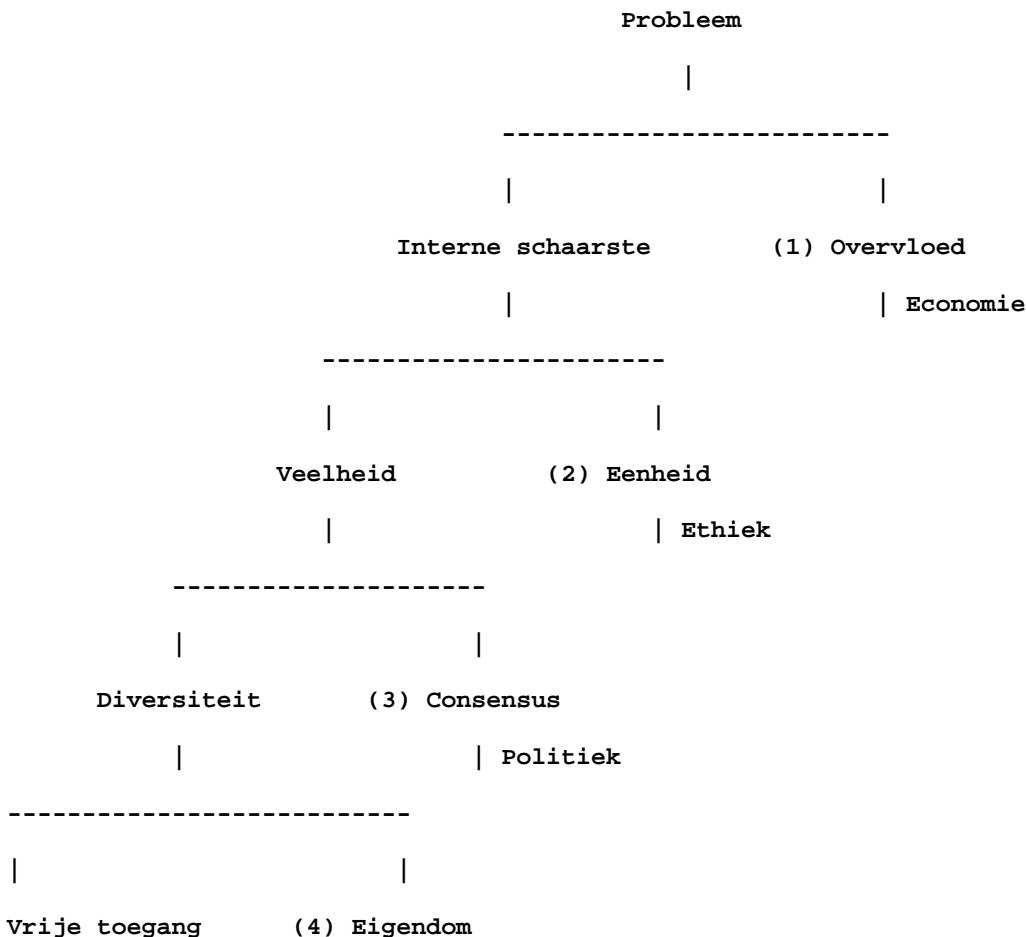 Probleem
|
--------------------------
| |
Interne schaarste (1) Overvloed
| | Economie
-----------------------
| |
Veelheid (2) Eenheid
| | Ethiek
---------------------
| |
Diversiteit (3) Consensus
| | Politiek
---------------------------
| |
Vrije toegang (4) Eigendom